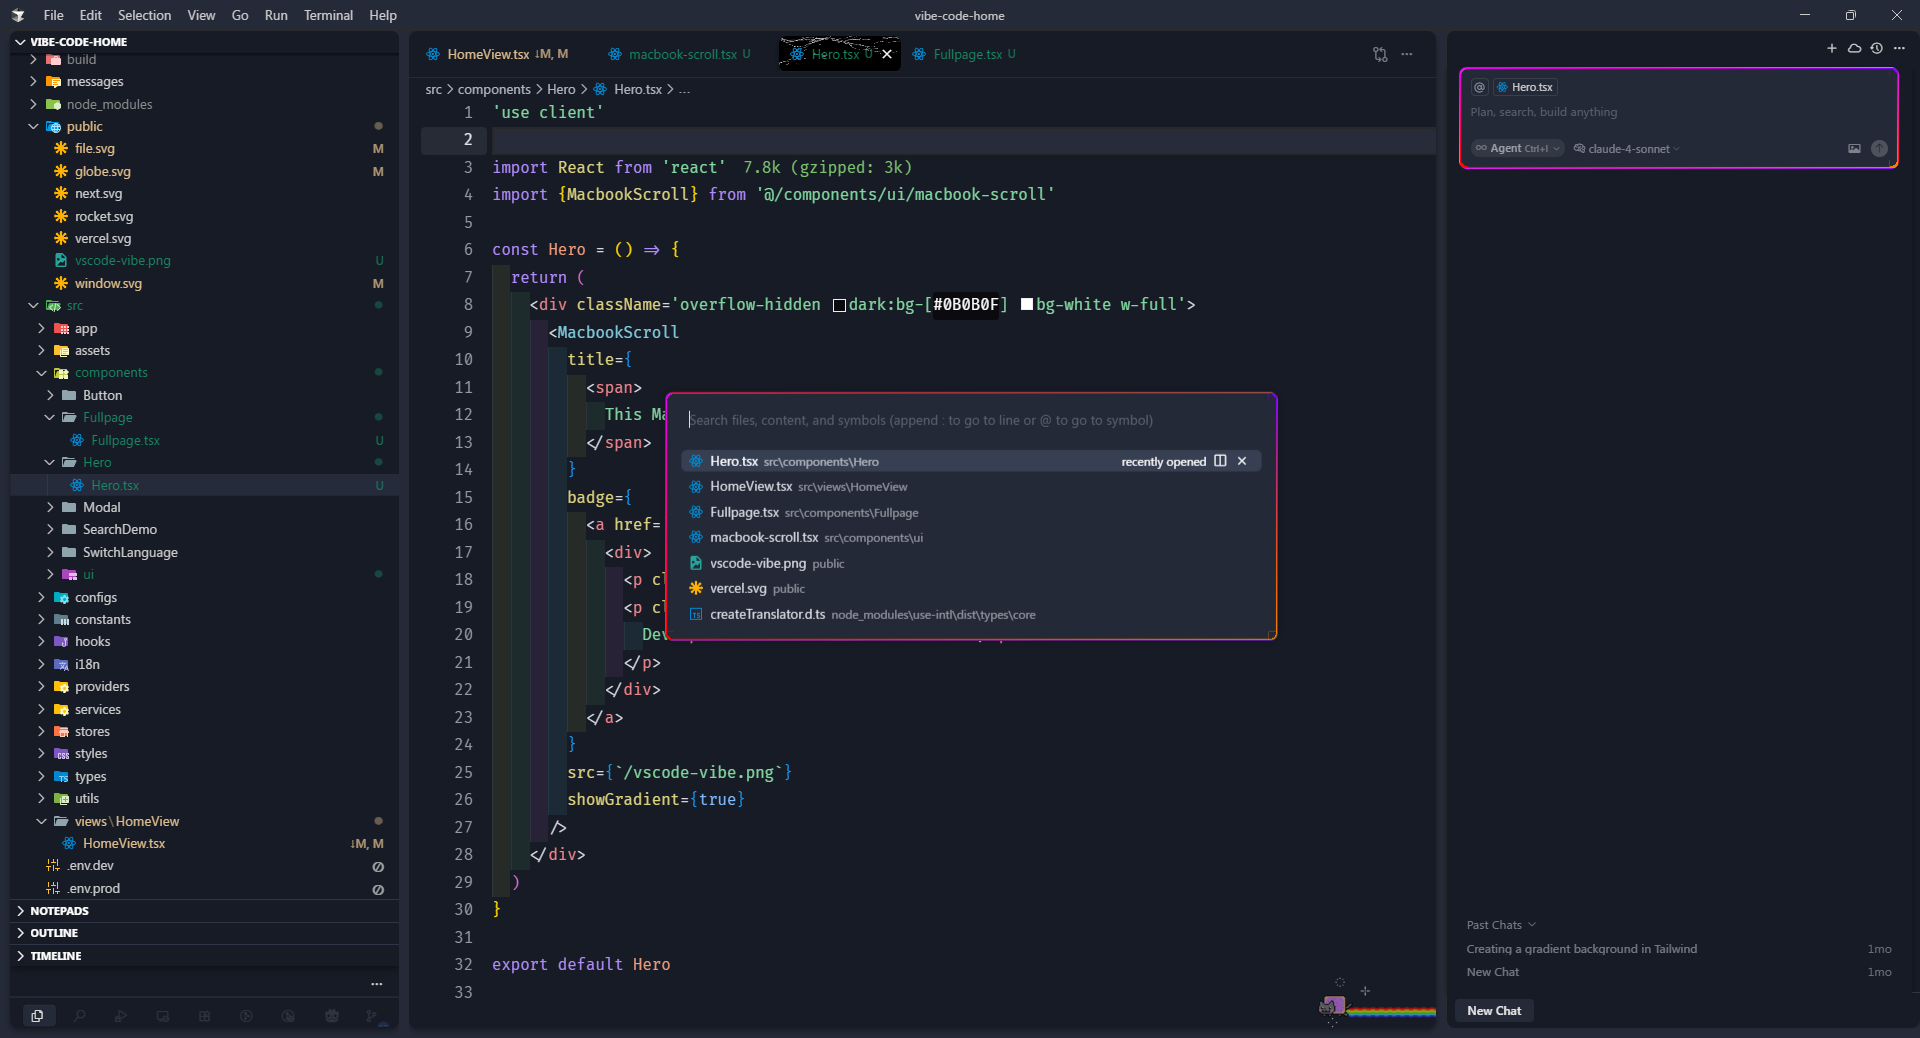 File Edit Selection View Go Run Terminal Help
vibe-code-home
VIBE-CODE-HOME
build
messages
node_modules
public
file.svg M
globe.svg M
next.svg
rocket.svg
vercel.svg
vscode-vibe.png U
window.svg M
src
app
assets
components
Button
Fullpage
Fullpage.tsx U
Hero
Hero.tsx U
Modal
SearchDemo
SwitchLanguage
ui
configs
constants
hooks
i18n
providers
services
stores
styles
types
utils
views\HomeView
HomeView.tsx ↓M, M
.env.dev
.env.prod
NOTEPADS
OUTLINE
TIMELINE
HomeView.tsx ↓M, M macbook-scroll.tsx U Hero.tsx U Fullpage.tsx U
src > components > Hero > Hero.tsx > ...
1 'use client'
2
3 import React from 'react' 7.8k (gzipped: 3k)
4 import {MacbookScroll} from '@/components/ui/macbook-scroll'
5
6 const Hero = () => {
7 return (
8 <div className='overflow-hidden dark:bg-[#0B0B0F] bg-white w-full'>
9 <MacbookScroll
10 title={
11 <span>
12 This Ma
13 </span>
14 }
15 badge={
16 <a href=
17 <div>
18 <p cl
19 <p cl
20 Dev
21 </p>
22 </div>
23 </a>
24 }
25 src={`/vscode-vibe.png`}
26 showGradient={true}
27 />
28 </div>
29 )
30 }
31
32 export default Hero
33
Search files, content, and symbols (append : to go to line or @ to go to symbol)
Hero.tsx src\components\Hero recently opened
HomeView.tsx src\views\HomeView
Fullpage.tsx src\components\Fullpage
macbook-scroll.tsx src\components\ui
vscode-vibe.png public
vercel.svg public
createTranslator.d.ts node_modules\use-intl\dist\types\core
@ Hero.tsx
Plan, search, build anything
∞ Agent Ctrl+I claude-4-sonnet
Past Chats
Creating a gradient background in Tailwind 1mo
New Chat 1mo
New Chat